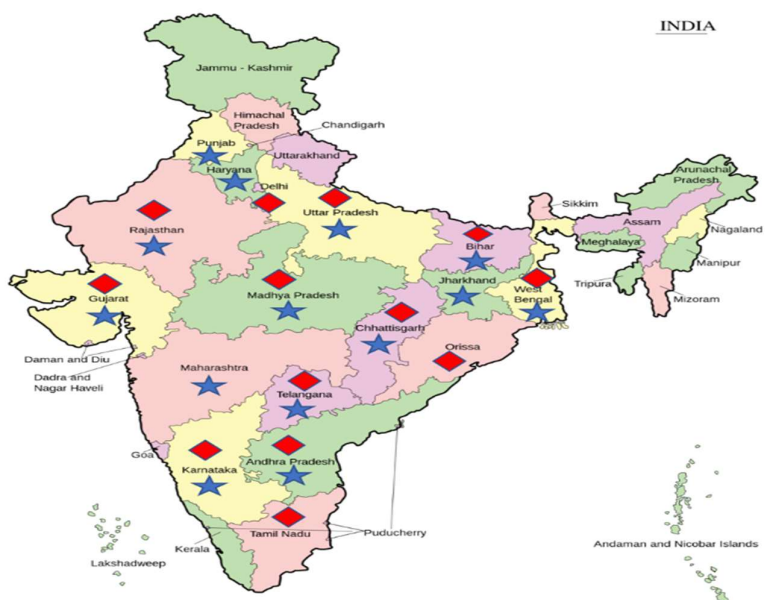 INDIA
Jammu - Kashmir
Himachal
Pradesh
Chandigarh
Punjab
Uttarakhand
Haryana
Delhi
Arunachal
Pradesh
Sikkim
Uttar Pradesh
Rajasthan
Assam
Nagaland
Bihar
Meghalaya
Manipur
Jharkhand
Tripura
West
Bengal
Gujarat
Madhya Pradesh
Mizoram
Chhattisgarh
Orissa
Daman and Diu
Maharashtra
Dadra and
Nagar Haveli
Telangana
Goa
Andhra Pradesh
Karnataka
Tamil Nadu
Puducherry
Kerala
Lakshadweep
Andaman and Nicobar Islands